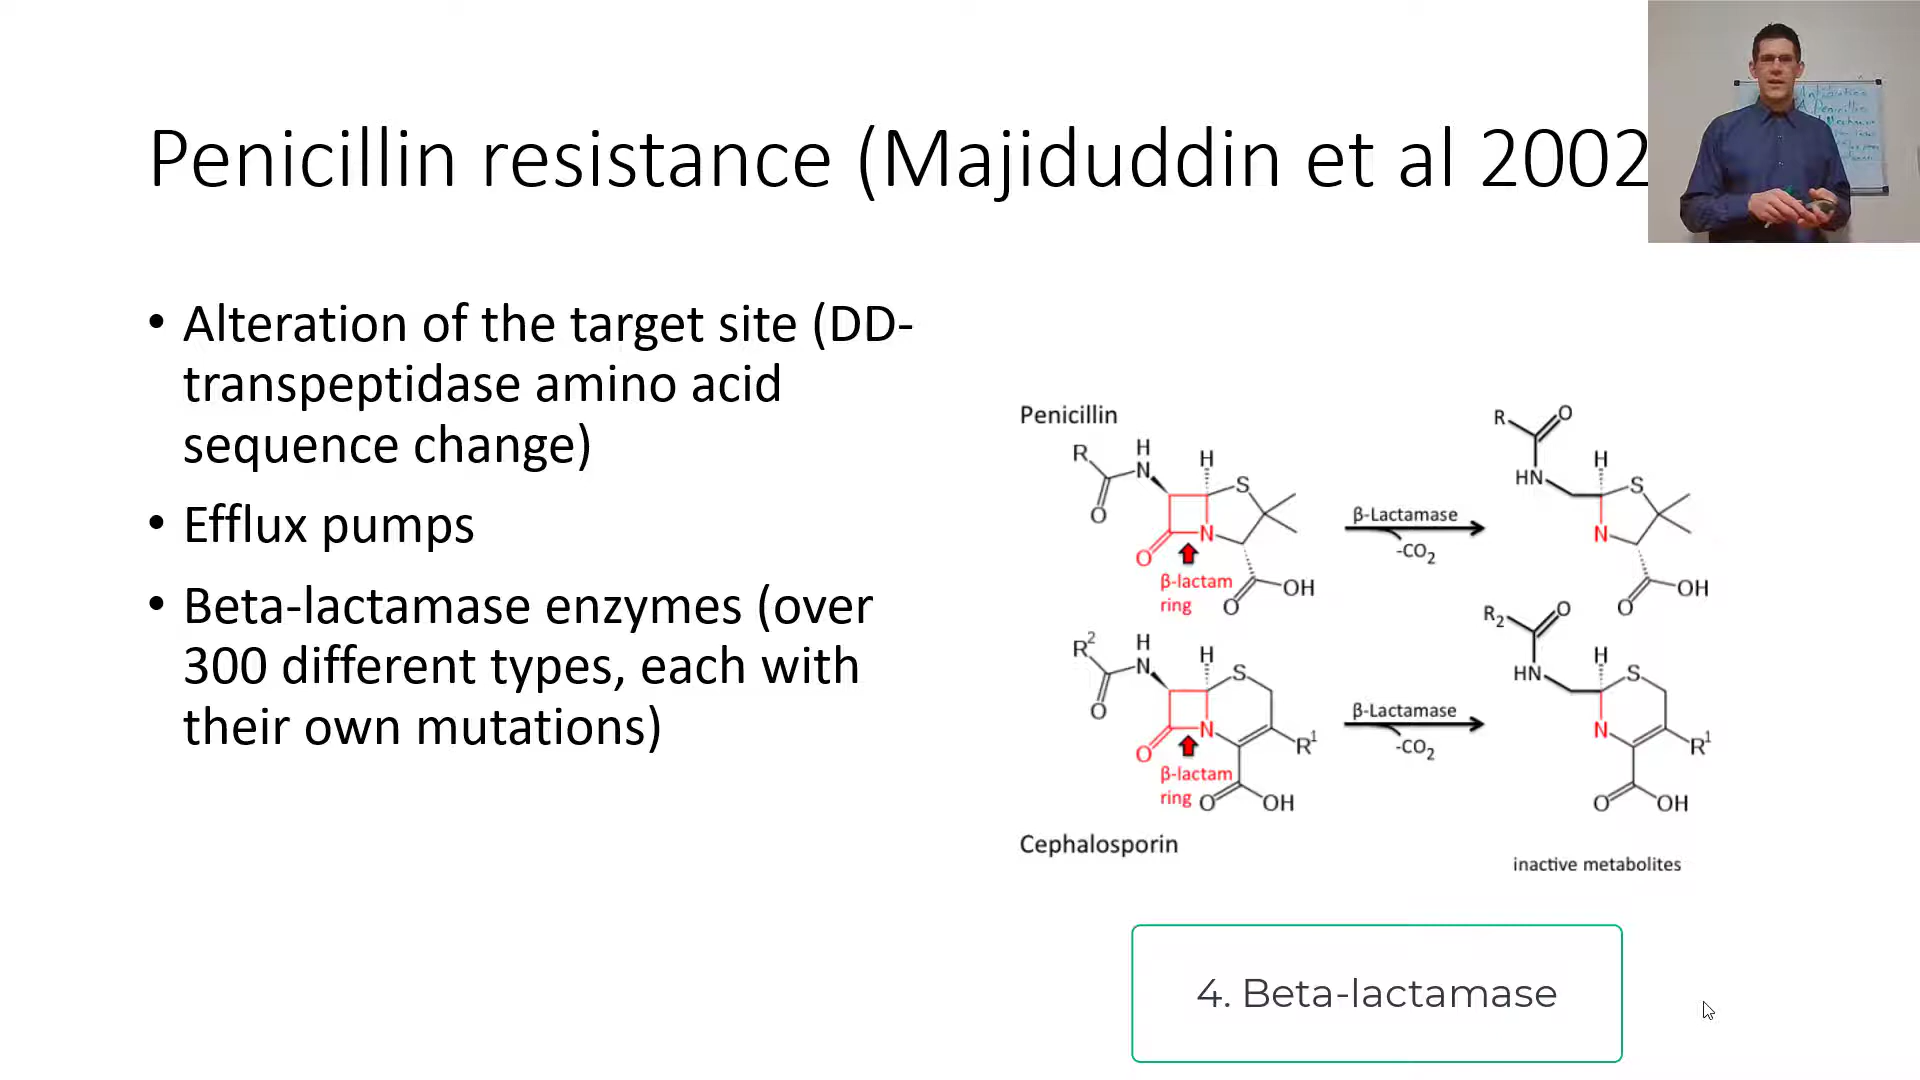 Penicillin resistance (Majiduddin et al 2002
• Alteration of the target site (DD-
transpeptidase amino acid
sequence change)
• Efflux pumps
• Beta-lactamase enzymes (over
300 different types, each with
their own mutations)
Penicillin
R
H
N
H
S
O
O
N
β-lactam
ring
O
OH
β-Lactamase
-CO2
R
O
HN
H
S
N
O
OH
R2
H
N
H
S
O
O
N
R1
β-lactam
ring
O
OH
β-Lactamase
-CO2
R2
O
HN
H
S
N
R1
O
OH
Cephalosporin
inactive metabolites
4. Beta-lactamase